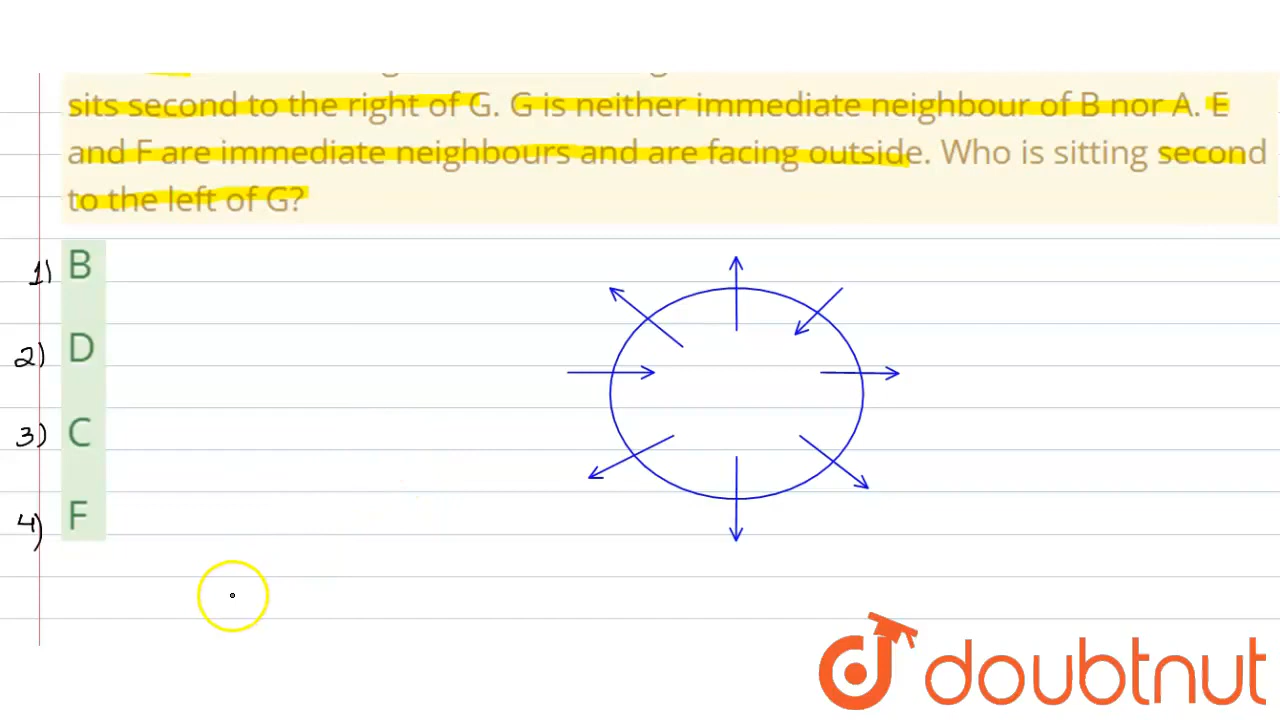 sits second to the right of G. G is neither immediate neighbour of B nor A. E
and F are immediate neighbours and are facing outside. Who is sitting second
to the left of G?
1) B
2) D
3) C
4) F
doubtnut